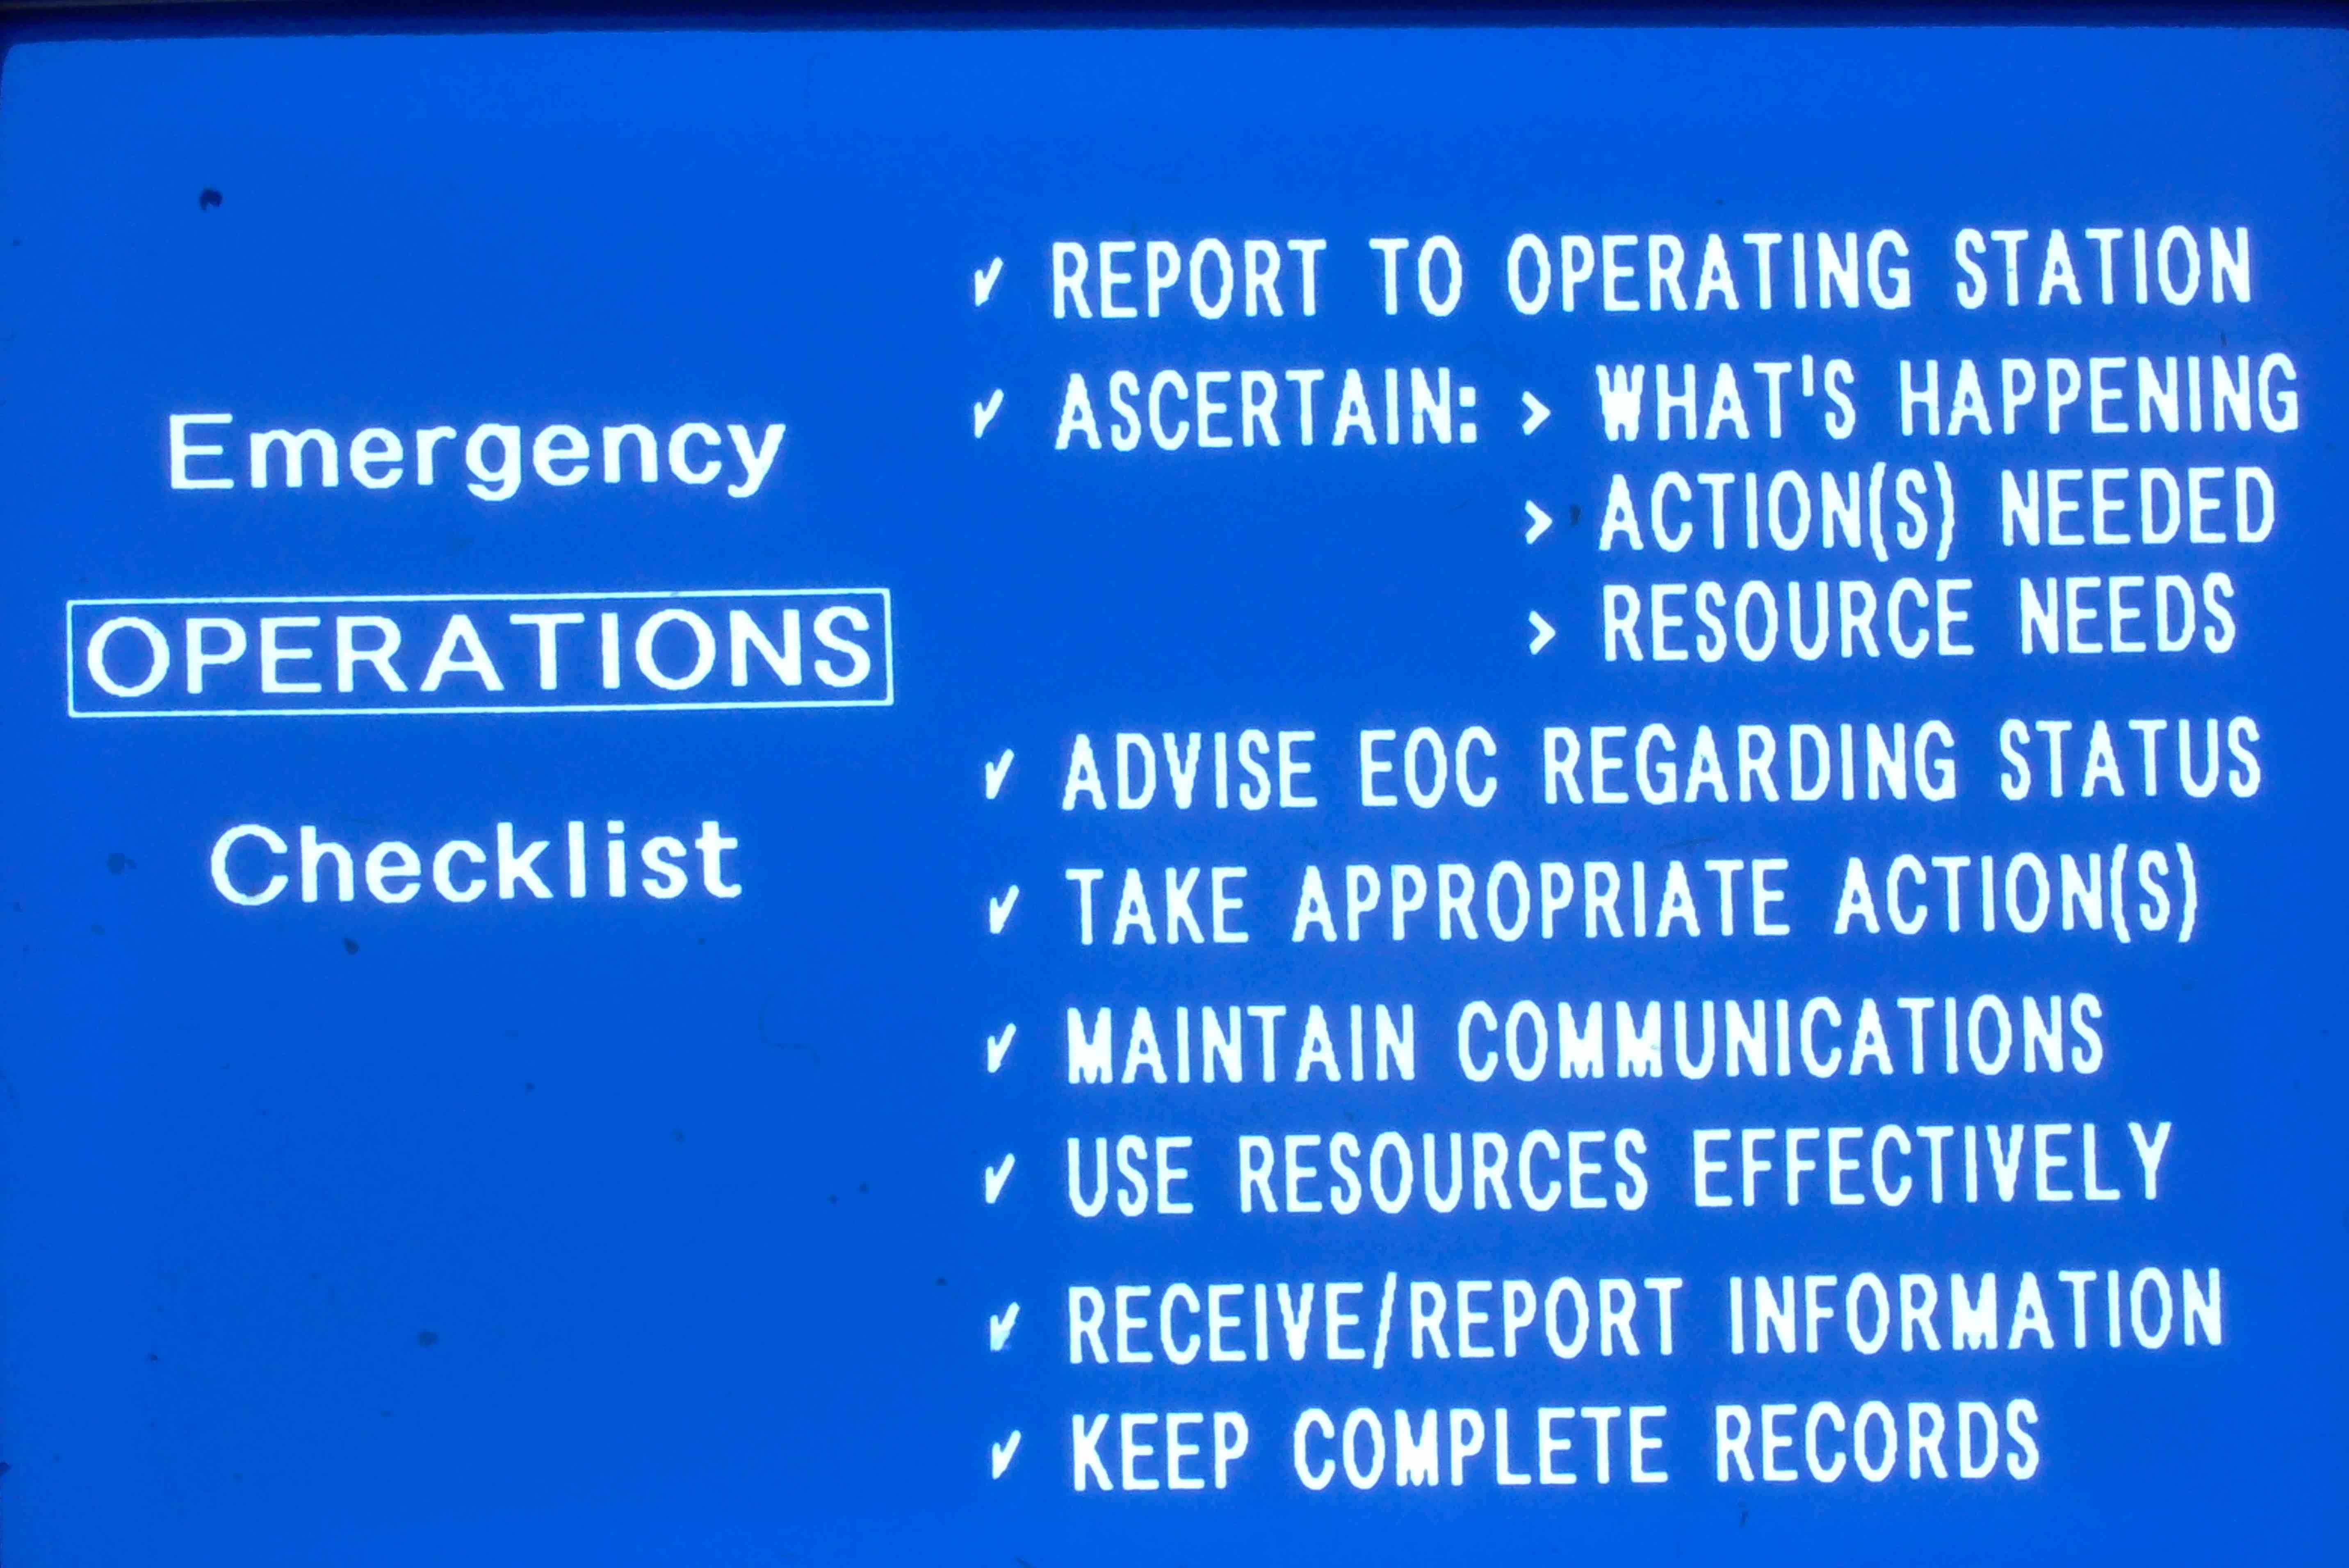 Emergency
OPERATIONS
Checklist
✓ REPORT TO OPERATING STATION
✓ ASCERTAIN: > WHAT'S HAPPENING
> ACTION(S) NEEDED
> RESOURCE NEEDS
✓ ADVISE EOC REGARDING STATUS
✓ TAKE APPROPRIATE ACTION(S)
✓ MAINTAIN COMMUNICATIONS
✓ USE RESOURCES EFFECTIVELY
✓ RECEIVE/REPORT INFORMATION
✓ KEEP COMPLETE RECORDS